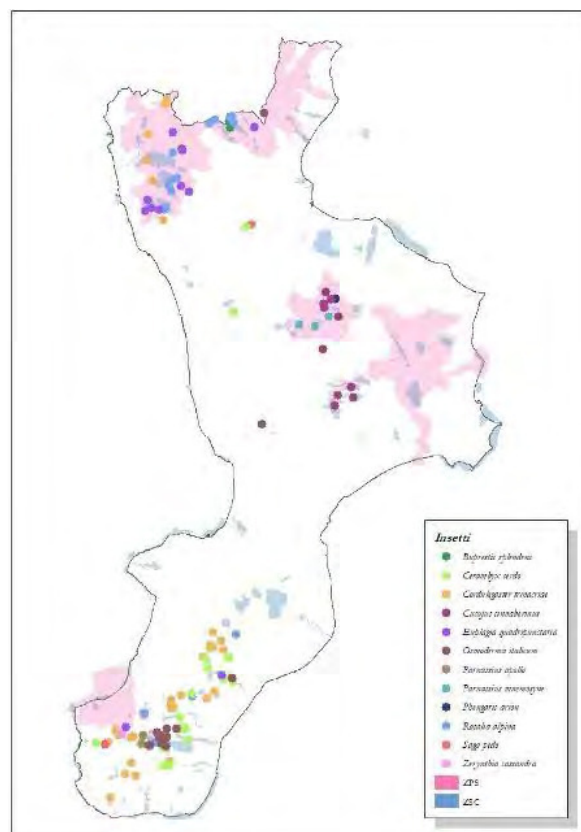 Insetti
Buprestis splendens
Cerambyx cerdo
Cordulegaster trinacriae
Cucujus cinnaberinus
Euplagia quadripunctaria
Osmoderma italicum
Parnassius apollo
Parnassius mnemosyne
Phengaris arion
Rosalia alpina
Saga pedo
Zerynthia cassandra
ZPS
ZSC